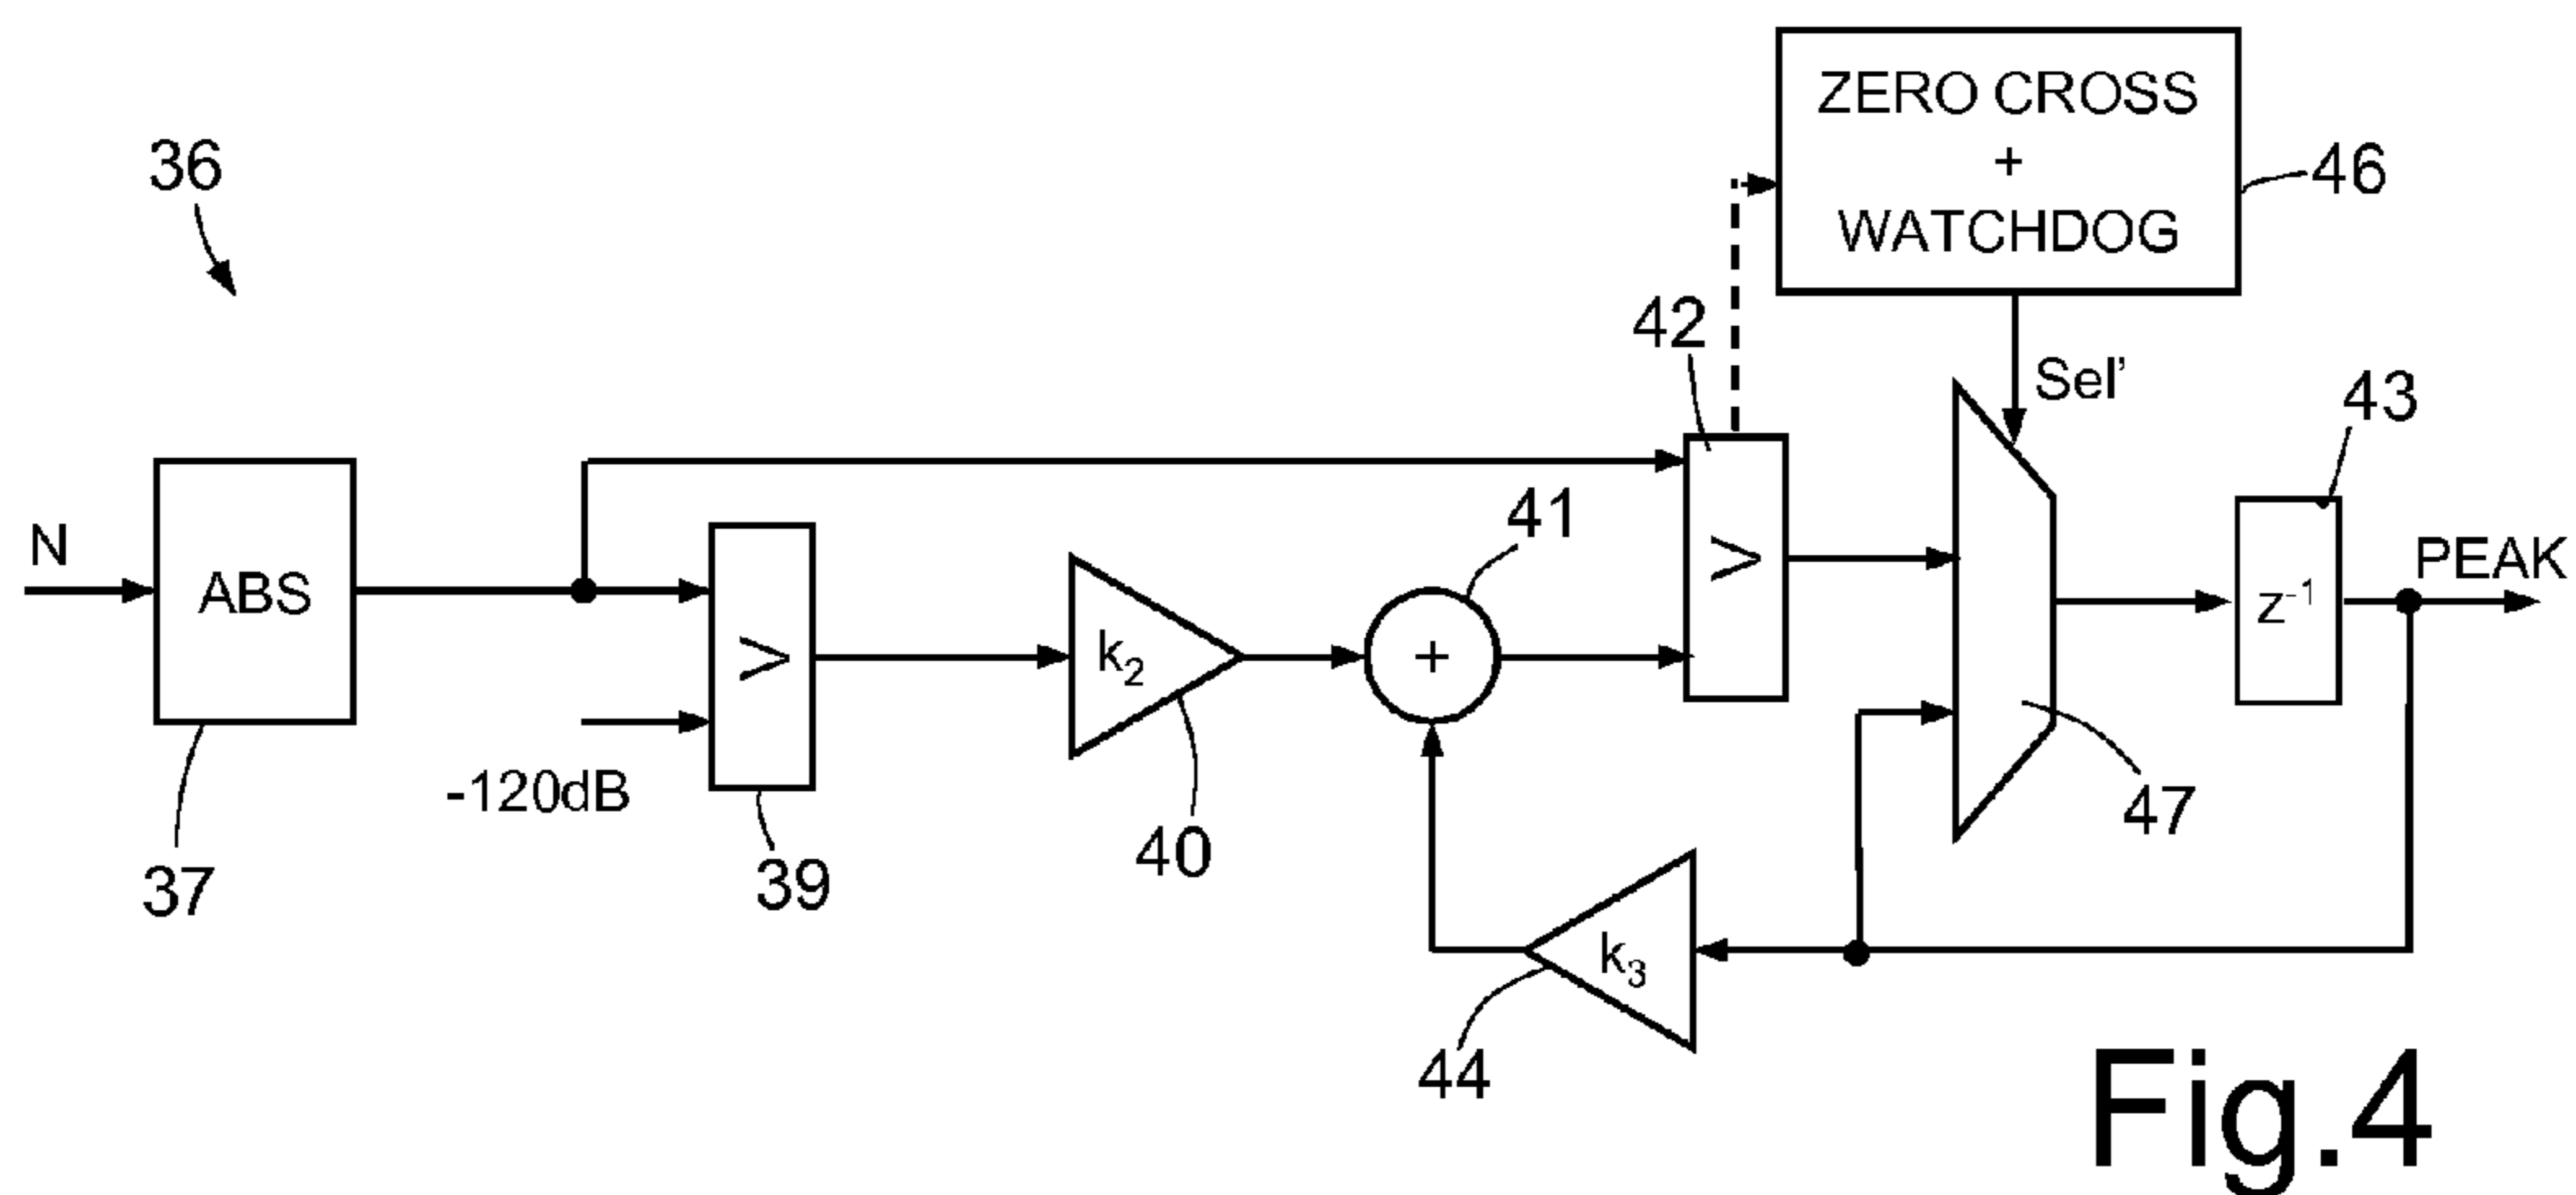 ZERO CROSS
+
WATCHDOG
36
46
42
Sel'
43
N
ABS
>
41
>
z-1
PEAK
k2
+
-120dB
47
37
39
40
k3
44
Fig.4